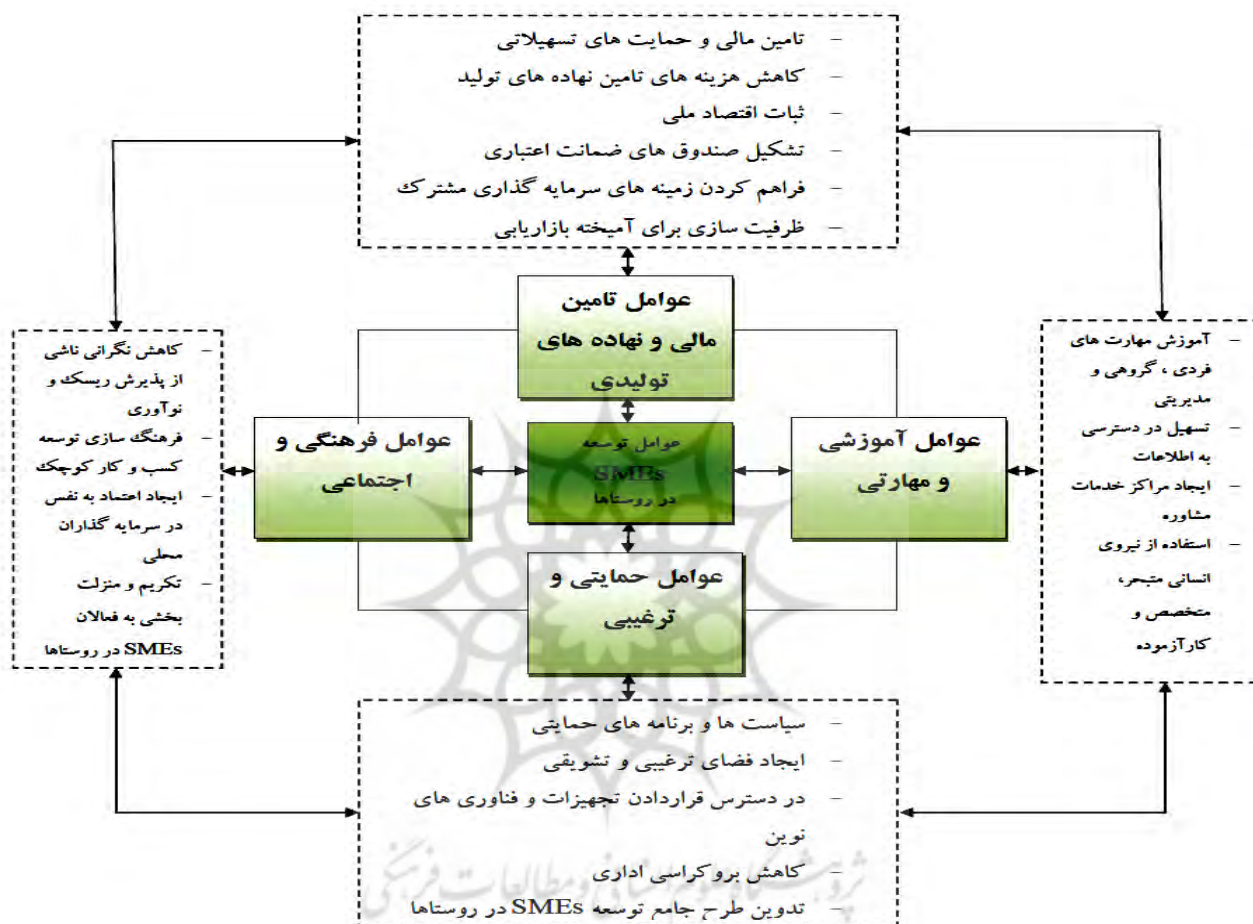 – تامین مالی و حمایت های تسهیلاتی
– کاهش هزینه های تامین نهاده های تولید
– ثبات اقتصاد ملی
– تشکیل صندوق های ضمانت اعتباری
– فراهم کردن زمینه های سرمایه گذاری مشترک
– ظرفیت سازی برای آمیخته بازاریابی
عوامل تامین
مالی و نهاده های
تولیدی
– آموزش مهارت های
فردی ، گروهی و
مدیریتی
– تسهیل در دسترسی
به اطلاعات
– ایجاد مراکز خدمات
مشاوره
– استفاده از نیروی
انسانی متبحر،
متخصص و
کارآزموده
عوامل آموزشی
و مهارتی
عوامل توسعه
SMEs
در روستاها
عوامل فرهنگی و
اجتماعی
– کاهش نگرانی ناشی
از پذیرش ریسک و
نوآوری
– فرهنگ سازی توسعه
کسب و کار کوچک
– ایجاد اعتماد به نفس
در سرمایه گذاران
محلی
– تکریم و منزلت
بخشی به فعالان
SMEs در روستاها
عوامل حمایتی و
ترغیبی
– سیاست ها و برنامه های حمایتی
– ایجاد فضای ترغیبی و تشویقی
– در دسترس قراردادن تجهیزات و فناوری های
نوین
– کاهش بروکراسی اداری
– تدوین طرح جامع توسعه SMEs در روستاها
پژوهشگاه علوم انسانی و مطالعات فرهنگی